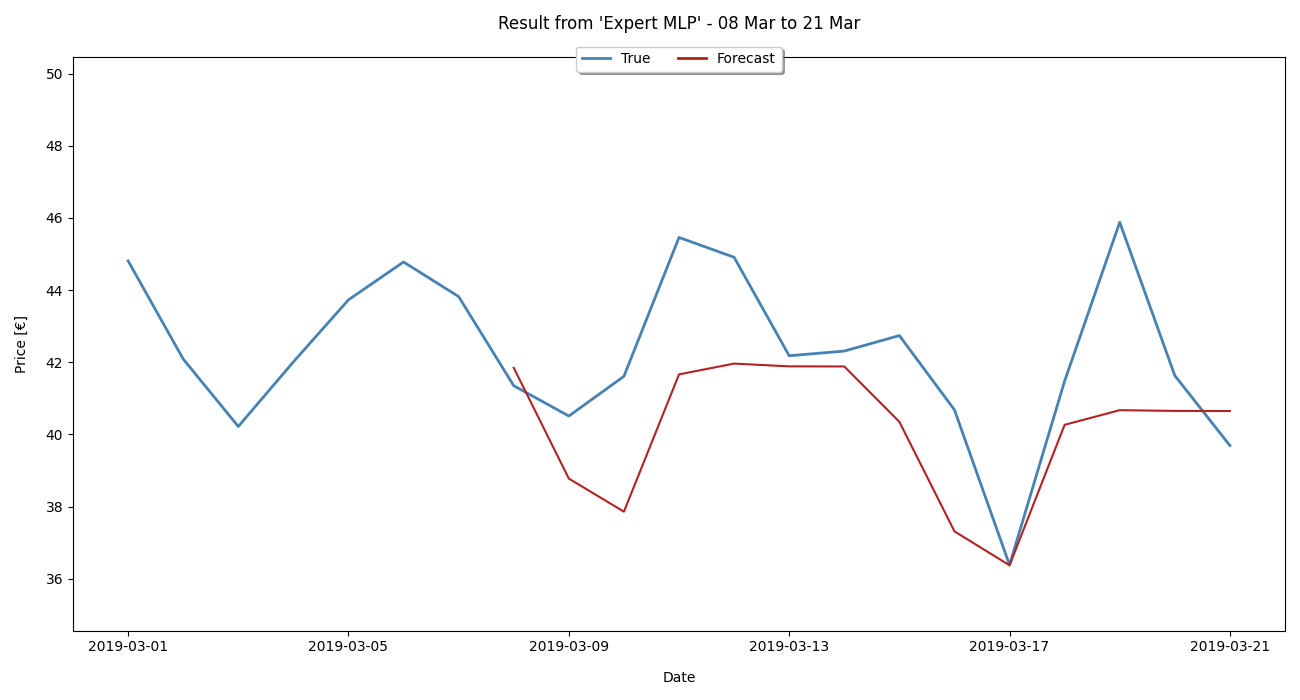 Result from 'Expert MLP' - 08 Mar to 21 Mar
True Forecast
50
48
46
44
42
40
38
36
Price [€]
2019-03-01 2019-03-05 2019-03-09 2019-03-13 2019-03-17 2019-03-21
Date